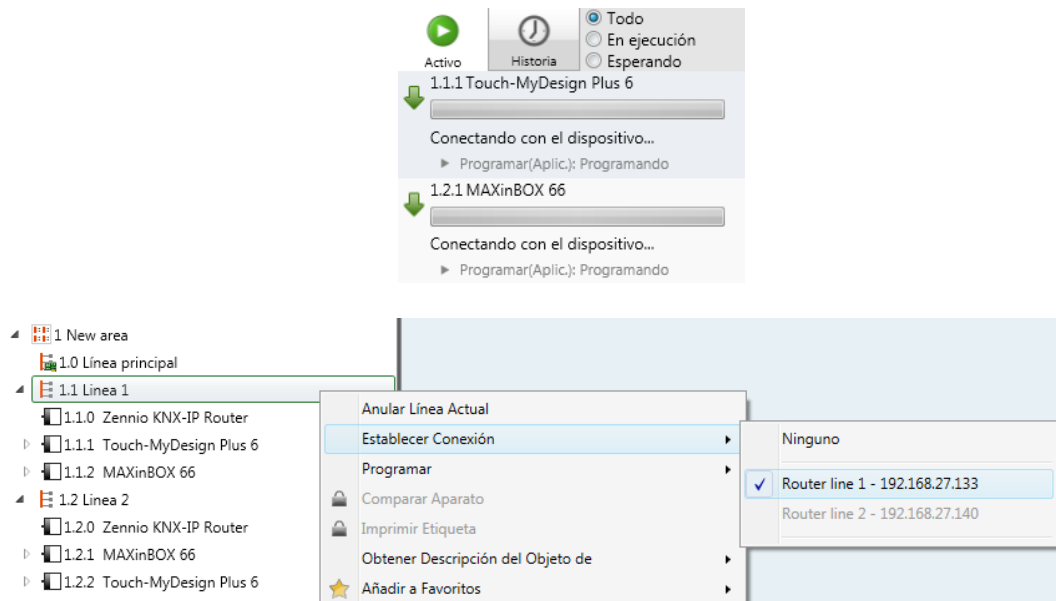 Activo
Historia
Todo
En ejecución
Esperando
1.1.1 Touch-MyDesign Plus 6
Conectando con el dispositivo...
Programar(Aplic.): Programando
1.2.1 MAXinBOX 66
Conectando con el dispositivo...
Programar(Aplic.): Programando
1 New area
1.0 Línea principal
1.1 Linea 1
1.1.0 Zennio KNX-IP Router
1.1.1 Touch-MyDesign Plus 6
1.1.2 MAXinBOX 66
1.2 Linea 2
1.2.0 Zennio KNX-IP Router
1.2.1 MAXinBOX 66
1.2.2 Touch-MyDesign Plus 6
Anular Línea Actual
Establecer Conexión
Programar
Comparar Aparato
Imprimir Etiqueta
Obtener Descripción del Objeto de
Añadir a Favoritos
Ninguno
Router line 1 - 192.168.27.133
Router line 2 - 192.168.27.140